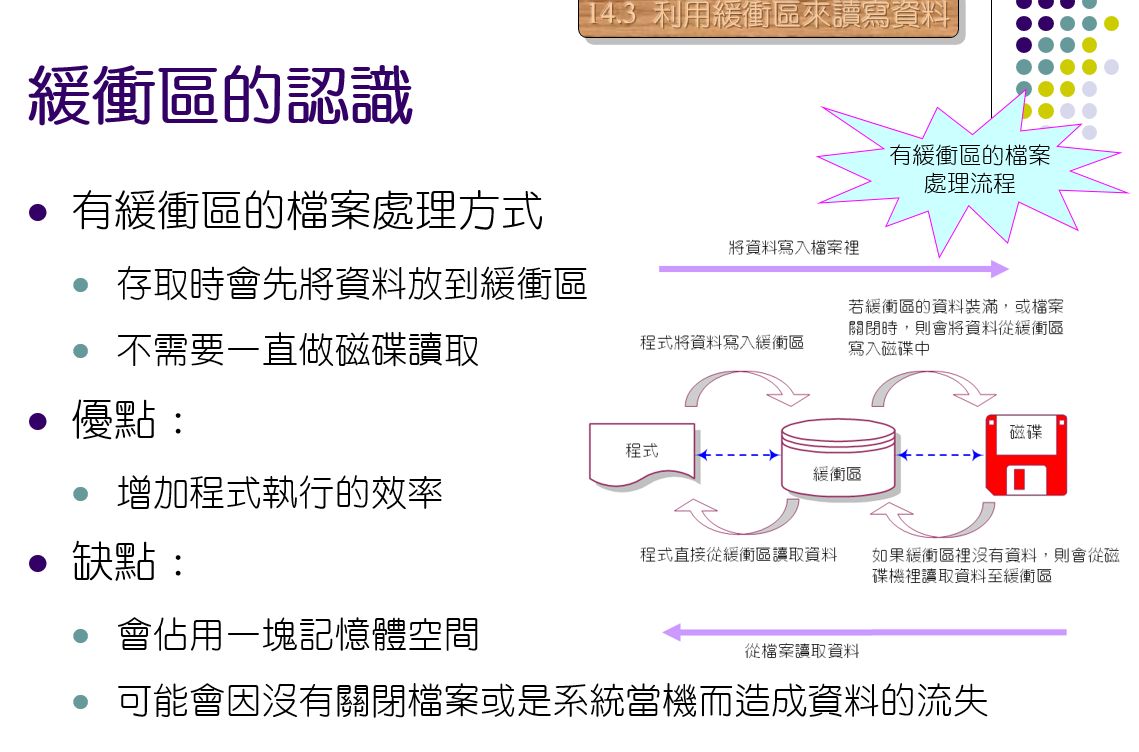 14.3 利用緩衝區來讀寫資料
緩衝區的認識
有緩衝區的檔案
處理流程
有緩衝區的檔案處理方式
存取時會先將資料放到緩衝區
不需要一直做磁碟讀取
優點：
增加程式執行的效率
缺點：
會佔用一塊記憶體空間
可能會因沒有關閉檔案或是系統當機而造成資料的流失
將資料寫入檔案裡
程式將資料寫入緩衝區
若緩衝區的資料裝滿，或檔案
關閉時，則會將資料從緩衝區
寫入磁碟中
程式
緩衝區
磁碟
程式直接從緩衝區讀取資料
如果緩衝區裡沒有資料，則會從磁
碟機裡讀取資料至緩衝區
從檔案讀取資料